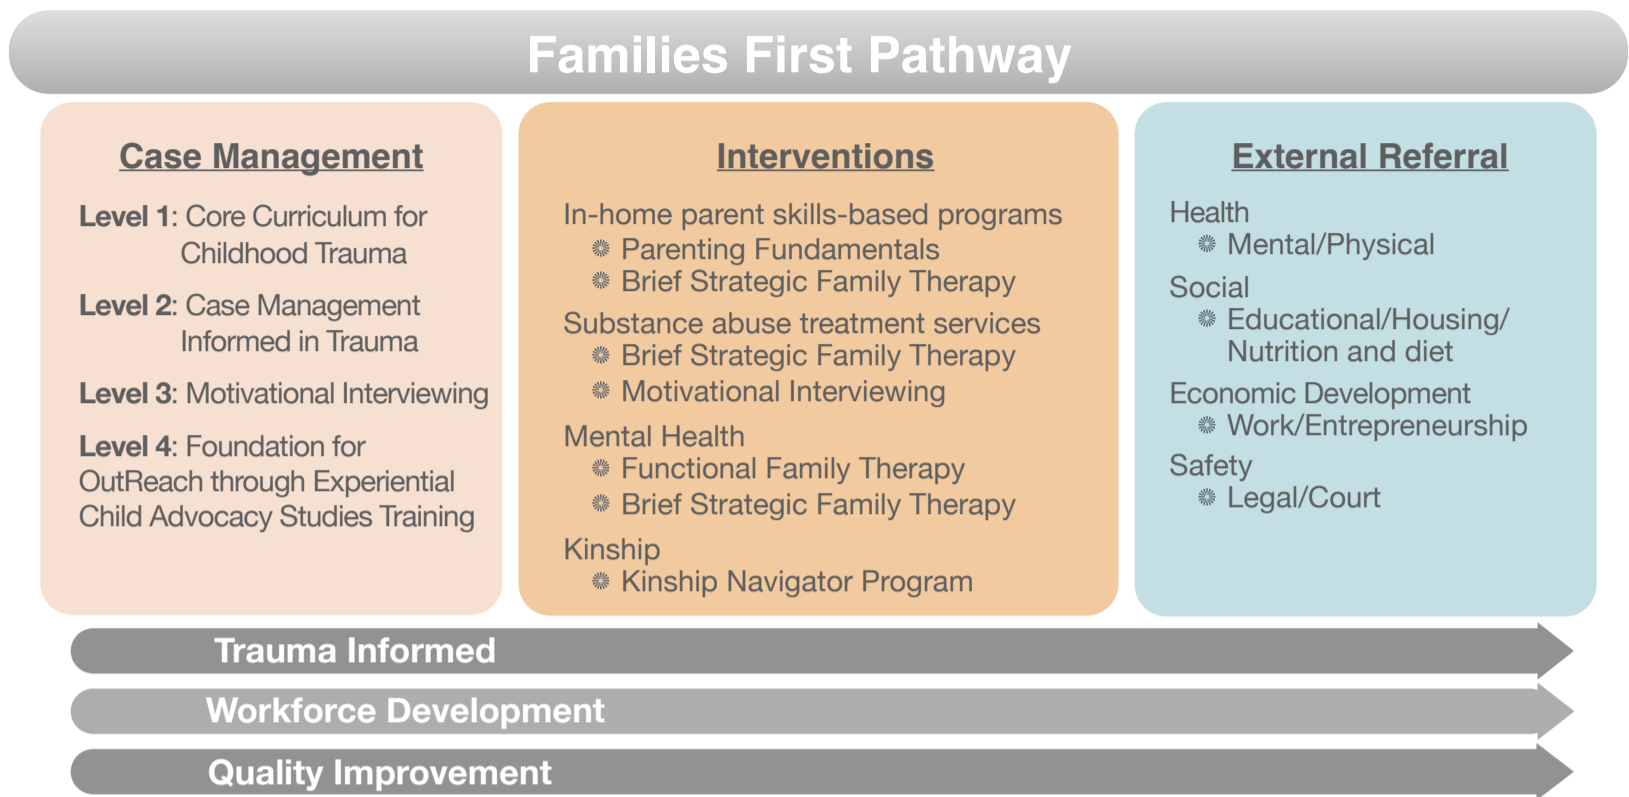 Families First Pathway
Case Management
Level 1: Core Curriculum for
Childhood Trauma
Level 2: Case Management
Informed in Trauma
Level 3: Motivational Interviewing
Level 4: Foundation for
OutReach through Experiential
Child Advocacy Studies Training
Interventions
In-home parent skills-based programs
Parenting Fundamentals
Brief Strategic Family Therapy
Substance abuse treatment services
Brief Strategic Family Therapy
Motivational Interviewing
Mental Health
Functional Family Therapy
Brief Strategic Family Therapy
Kinship
Kinship Navigator Program
External Referral
Health
Mental/Physical
Social
Educational/Housing/
Nutrition and diet
Economic Development
Work/Entrepreneurship
Safety
Legal/Court
Trauma Informed
Workforce Development
Quality Improvement